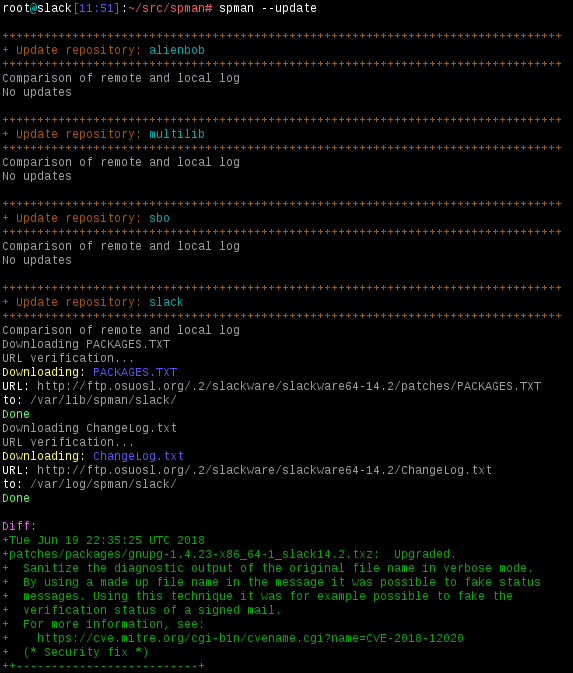 root@slack[11:51]:~/src/spman# spman --update
++++++++++++++++++++++++++++++++++++++++++++++++++++++++++++++++++++++++++++++++
+ Update repository: alienbob
++++++++++++++++++++++++++++++++++++++++++++++++++++++++++++++++++++++++++++++++
Comparison of remote and local log
No updates
++++++++++++++++++++++++++++++++++++++++++++++++++++++++++++++++++++++++++++++++
+ Update repository: multilib
++++++++++++++++++++++++++++++++++++++++++++++++++++++++++++++++++++++++++++++++
Comparison of remote and local log
No updates
++++++++++++++++++++++++++++++++++++++++++++++++++++++++++++++++++++++++++++++++
+ Update repository: sbo
++++++++++++++++++++++++++++++++++++++++++++++++++++++++++++++++++++++++++++++++
Comparison of remote and local log
No updates
++++++++++++++++++++++++++++++++++++++++++++++++++++++++++++++++++++++++++++++++
+ Update repository: slack
++++++++++++++++++++++++++++++++++++++++++++++++++++++++++++++++++++++++++++++++
Comparison of remote and local log
Downloading PACKAGES.TXT
URL verification...
Downloading: PACKAGES.TXT
URL: http://ftp.osuosl.org/.2/slackware/slackware64-14.2/patches/PACKAGES.TXT
to: /var/lib/spman/slack/
Done
Downloading ChangeLog.txt
URL verification...
Downloading: ChangeLog.txt
URL: http://ftp.osuosl.org/.2/slackware/slackware64-14.2/ChangeLog.txt
to: /var/log/spman/slack/
Done
Diff:
+Tue Jun 19 22:35:25 UTC 2018
+patches/packages/gnupg-1.4.23-x86_64-1_slack14.2.txz:  Upgraded.
+  Sanitize the diagnostic output of the original file name in verbose mode.
+  By using a made up file name in the message it was possible to fake status
+  messages. Using this technique it was for example possible to fake the
+  verification status of a signed mail.
+  For more information, see:
+    https://cve.mitre.org/cgi-bin/cvename.cgi?name=CVE-2018-12020
+  (* Security fix *)
++--------------------------+